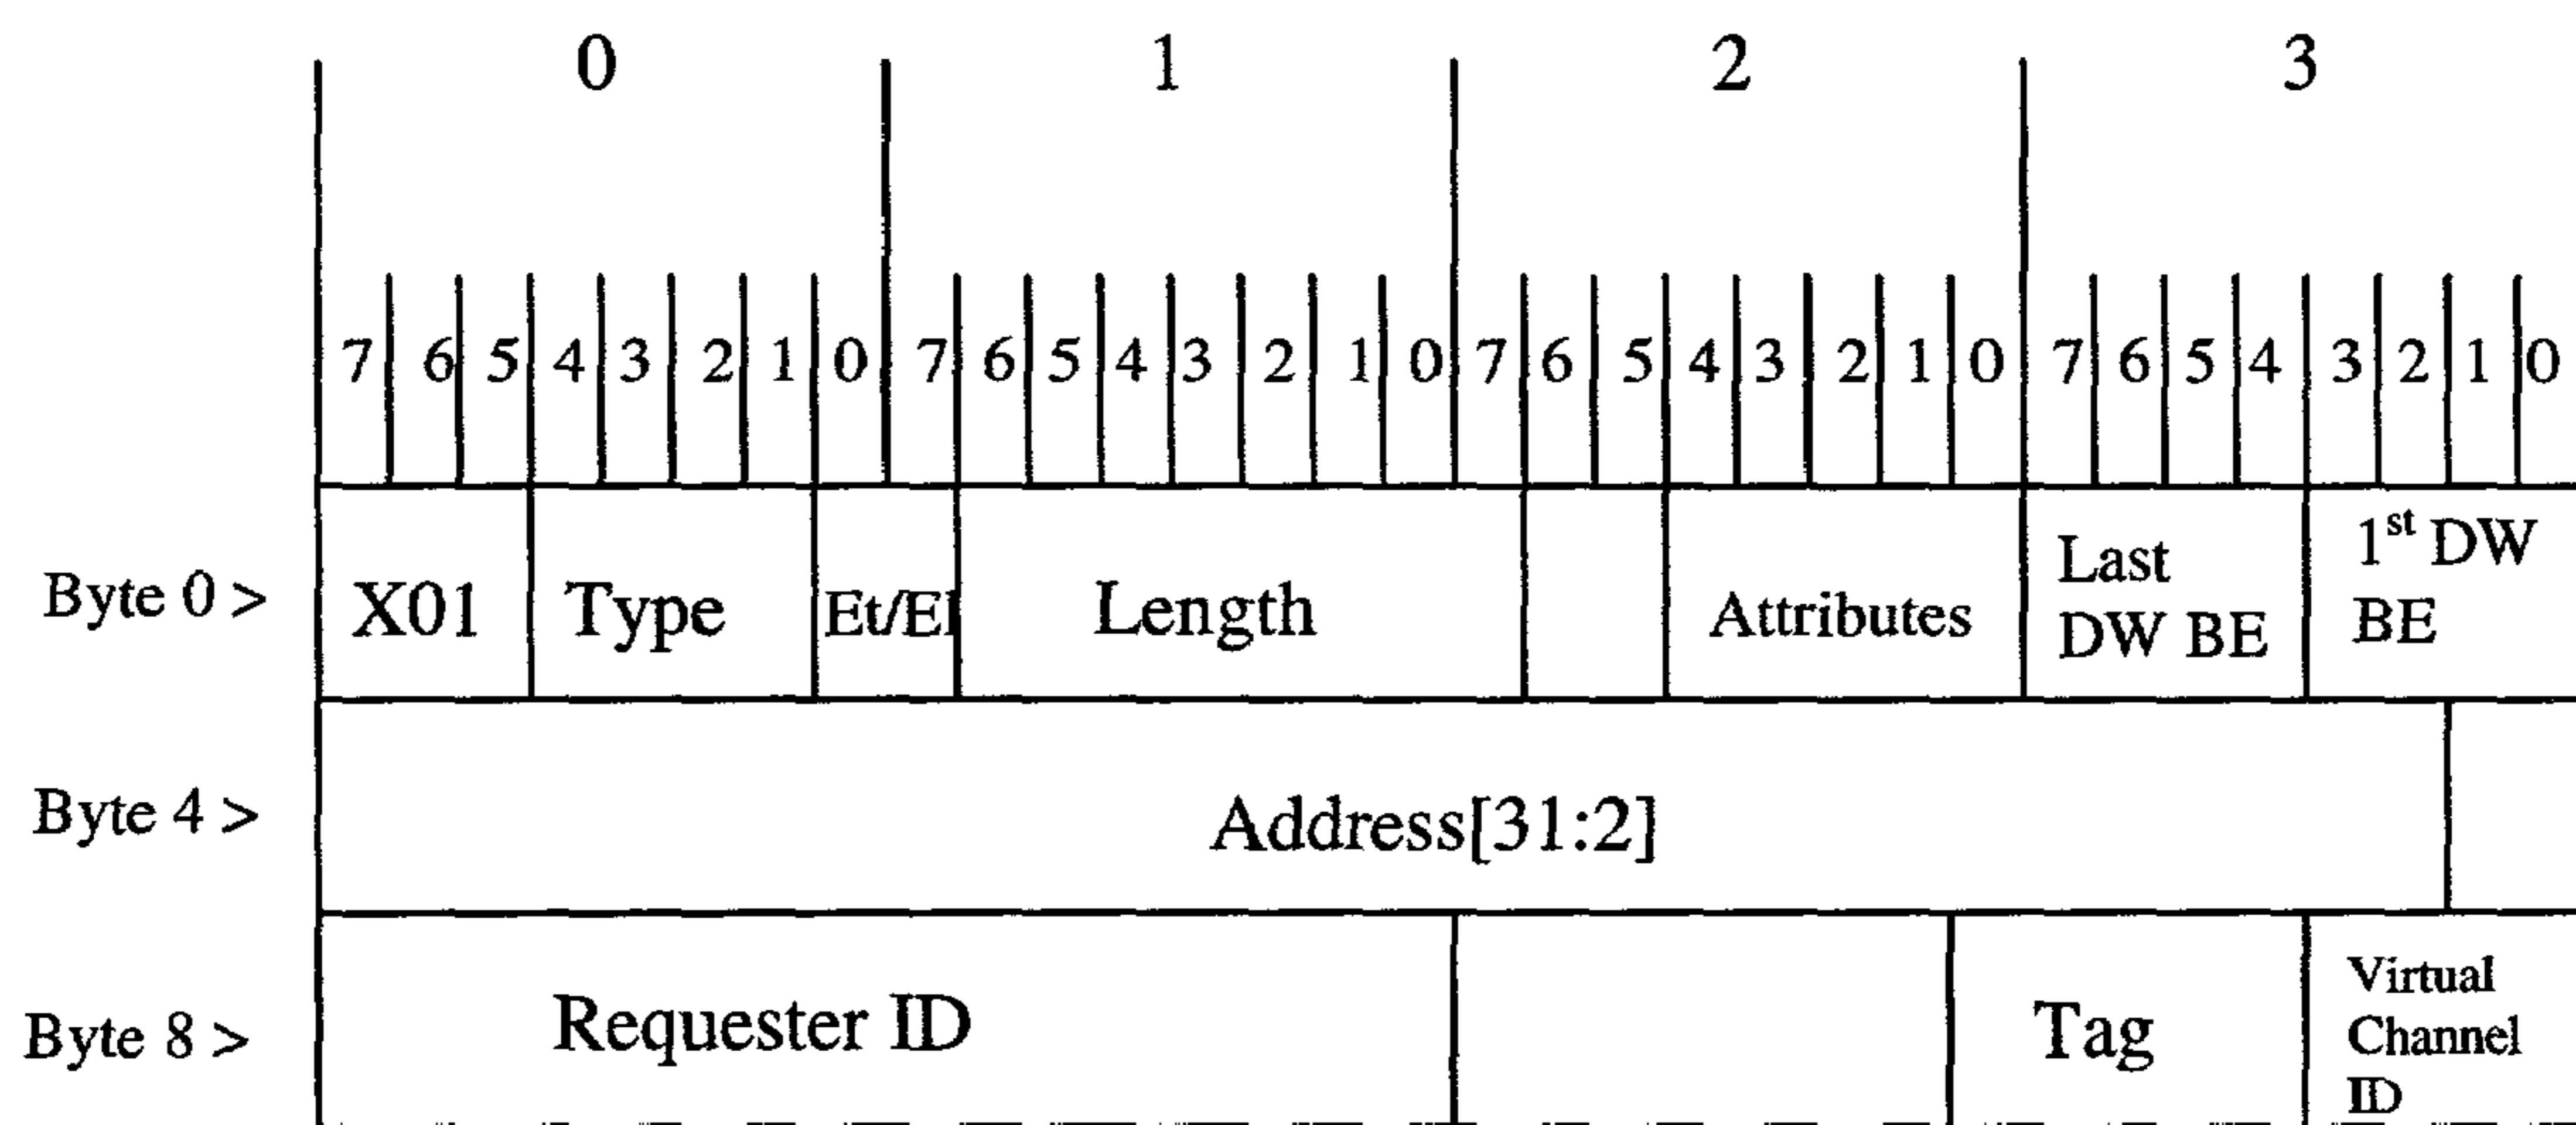 0 1 2 3
7 6 5 4 3 2 1 0 7 6 5 4 3 2 1 0 7 6 5 4 3 2 1 0 7 6 5 4 3 2 1 0
Byte 0 > X01 Type Et/El Length Attributes Last DW BE 1st DW BE
Byte 4 > Address[31:2]
Byte 8 > Requester ID Tag Virtual Channel ID